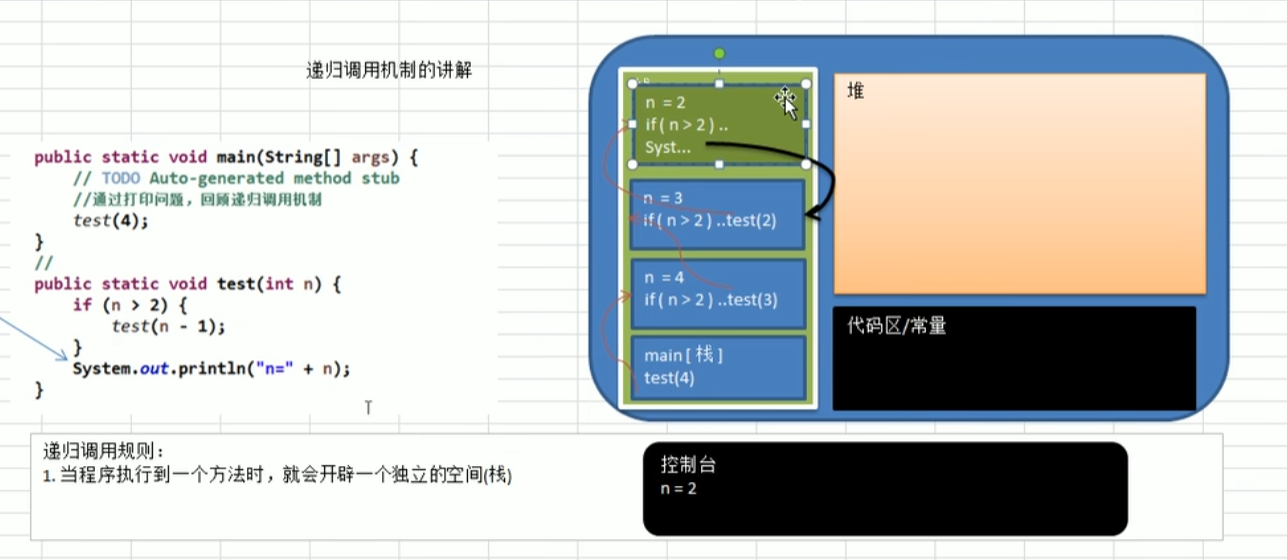 递归调用机制的讲解
public static void main(String[] args) {
// TODO Auto-generated method stub
//通过打印问题，回顾递归调用机制
test(4);
}
//
public static void test(int n) {
if (n > 2) {
test(n - 1);
}
System.out.println("n=" + n);
}
n = 2
if( n > 2 ) ..
Syst...
n = 3
if( n > 2 ) ..test(2)
n = 4
if( n > 2 ) ..test(3)
main [ 栈 ]
test(4)
堆
代码区/常量
递归调用规则：
1. 当程序执行到一个方法时，就会开辟一个独立的空间(栈)
控制台
n = 2